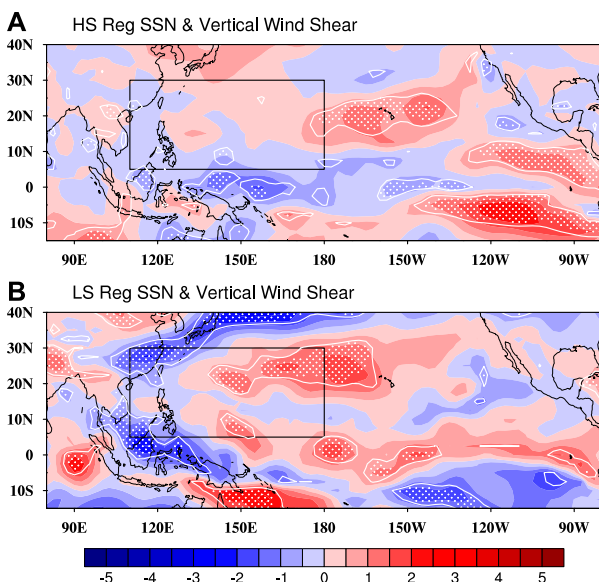 A HS Reg SSN & Vertical Wind Shear
40N
30N
20N
10N
0
10S
90E 120E 150E 180 150W 120W 90W
B LS Reg SSN & Vertical Wind Shear
40N
30N
20N
10N
0
10S
90E 120E 150E 180 150W 120W 90W
-5 -4 -3 -2 -1 0 1 2 3 4 5